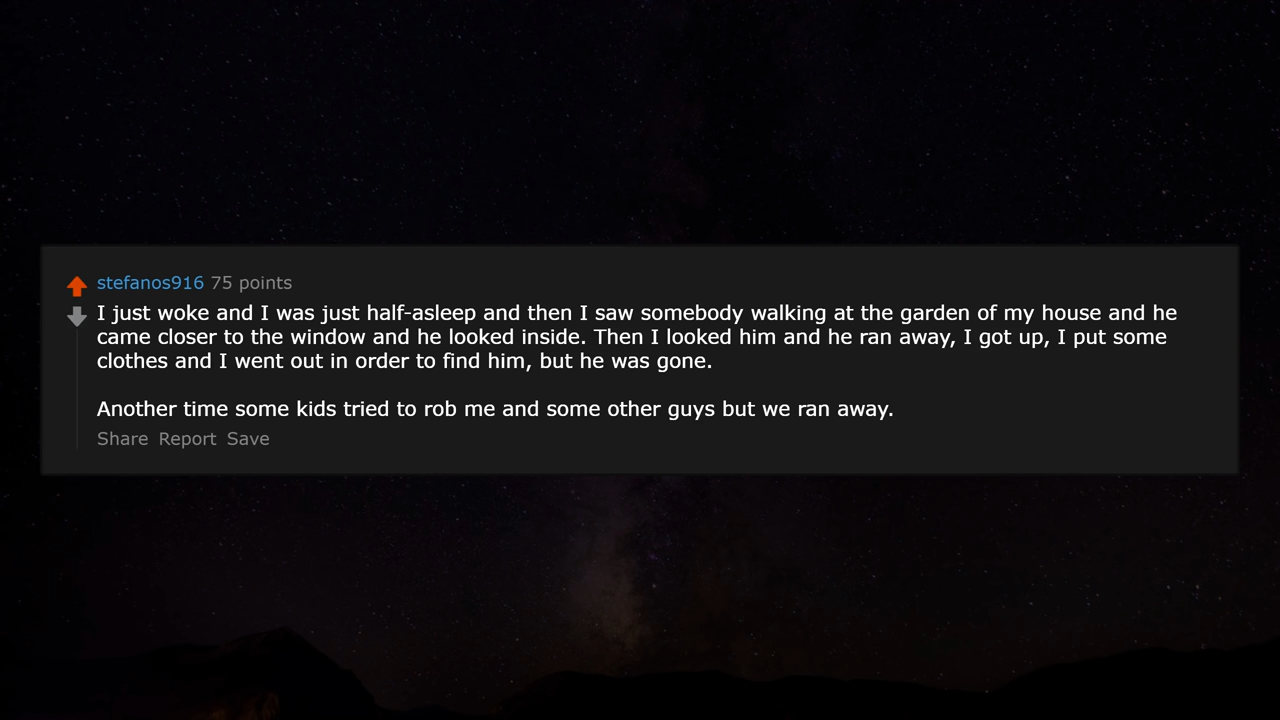 stefanos916 75 points
I just woke and I was just half-asleep and then I saw somebody walking at the garden of my house and he
came closer to the window and he looked inside. Then I looked him and he ran away, I got up, I put some
clothes and I went out in order to find him, but he was gone.
Another time some kids tried to rob me and some other guys but we ran away.
Share Report Save